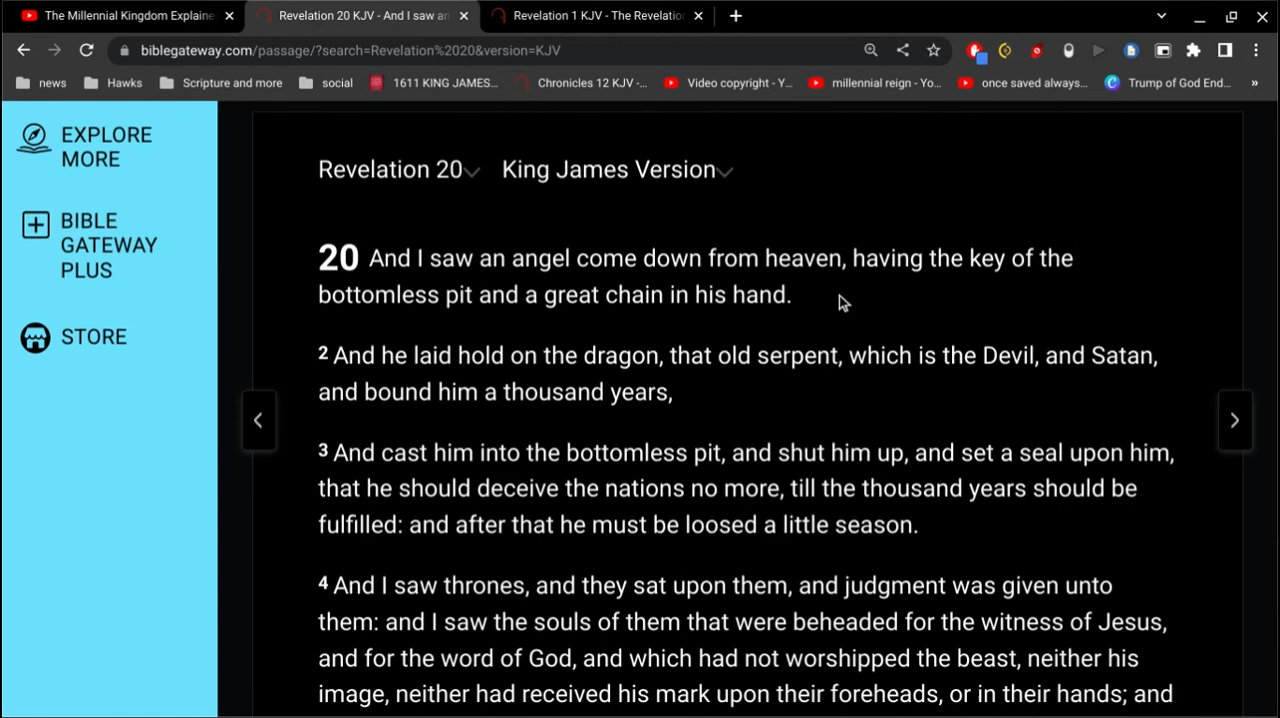 The Millennial Kingdom Explaine
Revelation 20 KJV - And I saw an
Revelation 1 KJV - The Revelation
biblegateway.com/passage/?search=Revelation%2020&version=KJV
news
Hawks
Scripture and more
social
1611 KING JAMES...
Chronicles 12 KJV -...
Video copyright - Y...
millennial reign - Yo...
once saved always...
Trump of God End...
EXPLORE
MORE
BIBLE
GATEWAY
PLUS
STORE
Revelation 20 King James Version
20 And I saw an angel come down from heaven, having the key of the
bottomless pit and a great chain in his hand.
2 And he laid hold on the dragon, that old serpent, which is the Devil, and Satan,
and bound him a thousand years,
3 And cast him into the bottomless pit, and shut him up, and set a seal upon him,
that he should deceive the nations no more, till the thousand years should be
fulfilled: and after that he must be loosed a little season.
4 And I saw thrones, and they sat upon them, and judgment was given unto
them: and I saw the souls of them that were beheaded for the witness of Jesus,
and for the word of God, and which had not worshipped the beast, neither his
image, neither had received his mark upon their foreheads, or in their hands; and